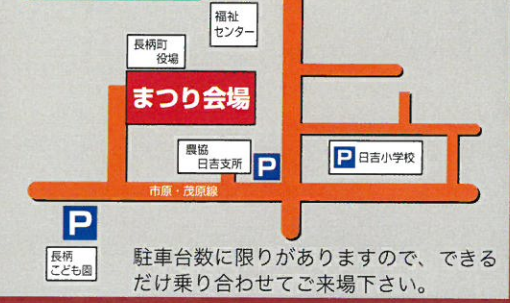 福祉
センター
長柄町
役場
まつり会場
農協
日吉支所
P
P 日吉小学校
市原・茂原線
P
長柄
こども園
駐車台数に限りがありますので、できる
だけ乗り合わせてご来場下さい。